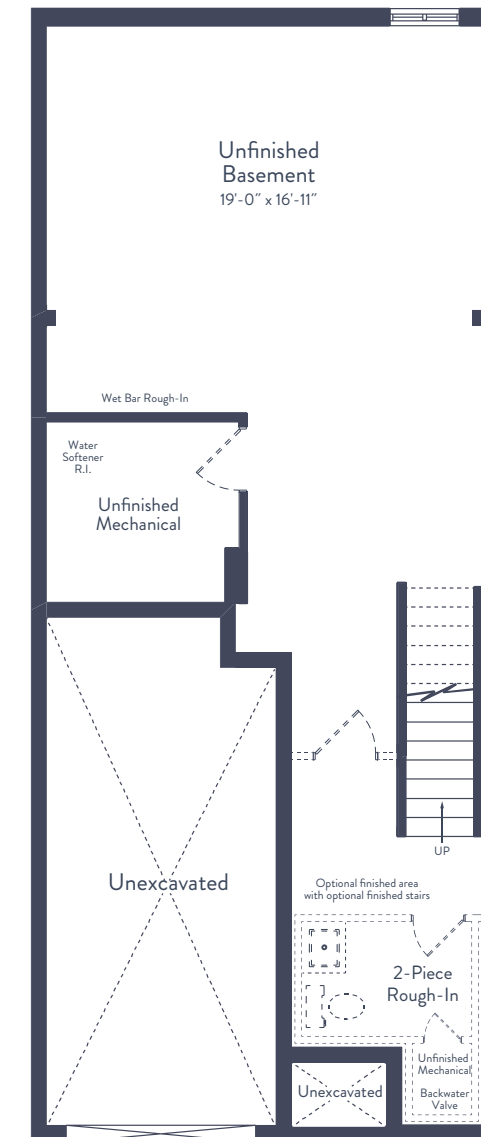 Unfinished
Basement
19'-0" x 16'-11"
Wet Bar Rough-In
Water
Softener
R.I.
Unfinished
Mechanical
UP
Unexcavated
Optional finished area
with optional finished stairs
2-Piece
Rough-In
Unfinished
Mechanical
Unexcavated
Backwater
Valve